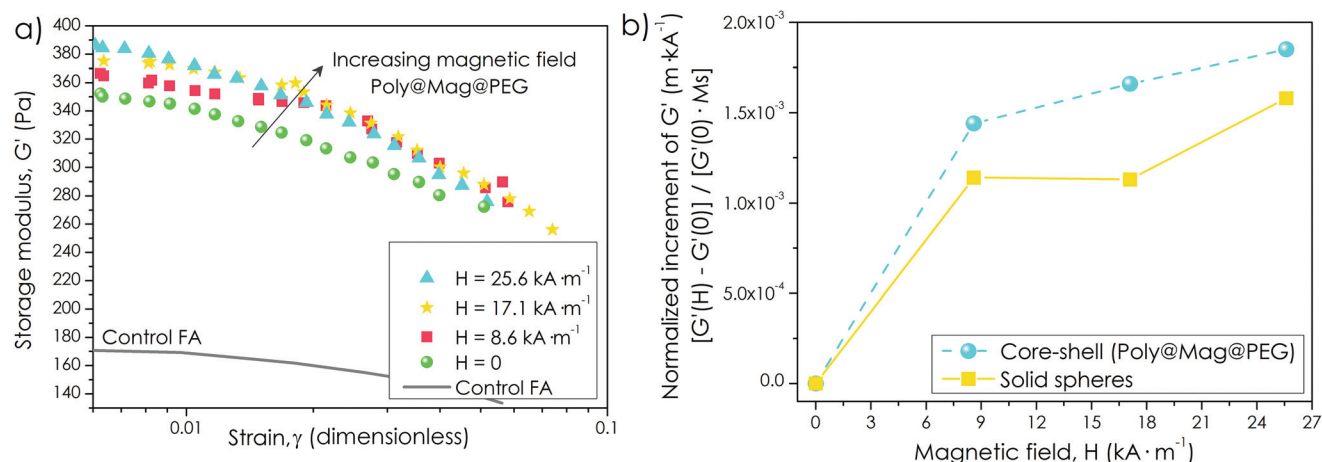 a)
Storage modulus, G' (Pa)
400
380
360
340
320
300
280
260
240
220
200
180
160
140
Increasing magnetic field
Poly@Mag@PEG
H = 25.6 kA·m⁻¹
H = 17.1 kA·m⁻¹
H = 8.6 kA·m⁻¹
H = 0
Control FA
Control FA
0.01
0.1
Strain, γ (dimensionless)
b)
Normalized increment of G' (m·kA⁻¹)
[G'(H) - G'(0)] / [G'(0)·Ms]
2.0x10⁻³
1.5x10⁻³
1.0x10⁻³
5.0x10⁻⁴
0.0
Core-shell (Poly@Mag@PEG)
Solid spheres
0 3 6 9 12 15 18 21 24 27
Magnetic field, H (kA·m⁻¹)